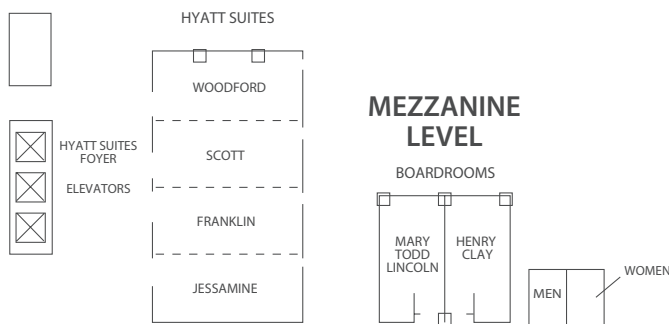 HYATT SUITES
WOODFORD
HYATT SUITES
FOYER
SCOTT
ELEVATORS
FRANKLIN
JESSAMINE
MEZZANINE
LEVEL
BOARDROOMS
MARY
TODD
LINCOLN
HENRY
CLAY
MEN
WOMEN